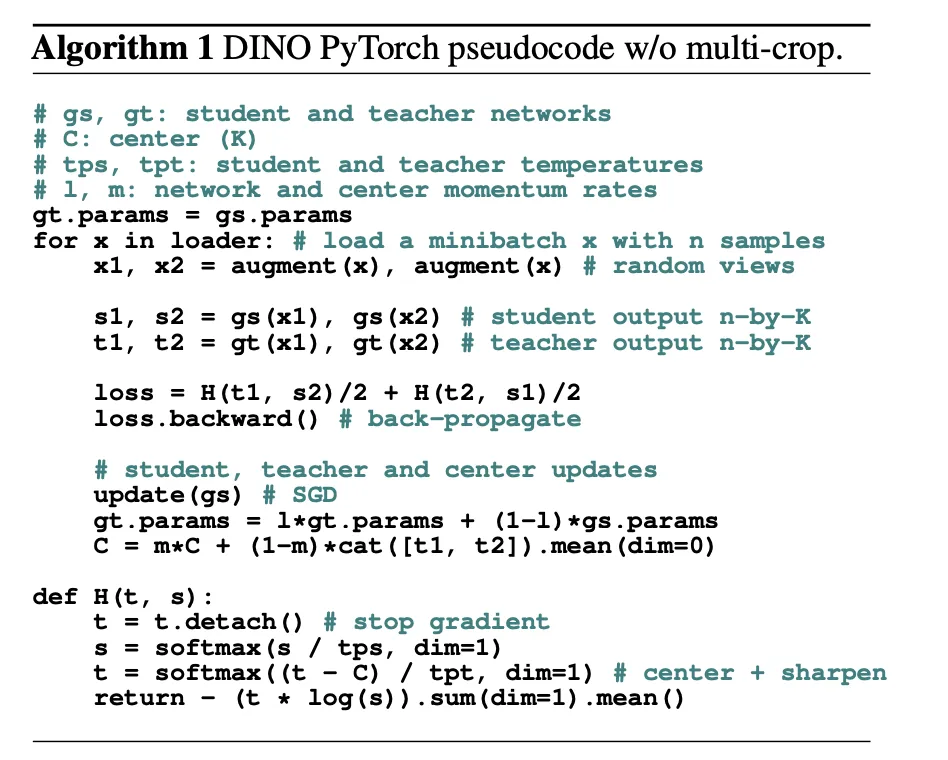 Algorithm 1 DINO PyTorch pseudocode w/o multi-crop.
# gs, gt: student and teacher networks
# C: center (K)
# tps, tpt: student and teacher temperatures
# l, m: network and center momentum rates
gt.params = gs.params
for x in loader: # load a minibatch x with n samples
    x1, x2 = augment(x), augment(x) # random views

    s1, s2 = gs(x1), gs(x2) # student output n-by-K
    t1, t2 = gt(x1), gt(x2) # teacher output n-by-K

    loss = H(t1, s2)/2 + H(t2, s1)/2
    loss.backward() # back-propagate

    # student, teacher and center updates
    update(gs) # SGD
    gt.params = l*gt.params + (1-l)*gs.params
    C = m*C + (1-m)*cat([t1, t2]).mean(dim=0)

def H(t, s):
    t = t.detach() # stop gradient
    s = softmax(s / tps, dim=1)
    t = softmax((t - C) / tpt, dim=1) # center + sharpen
    return - (t * log(s)).sum(dim=1).mean()